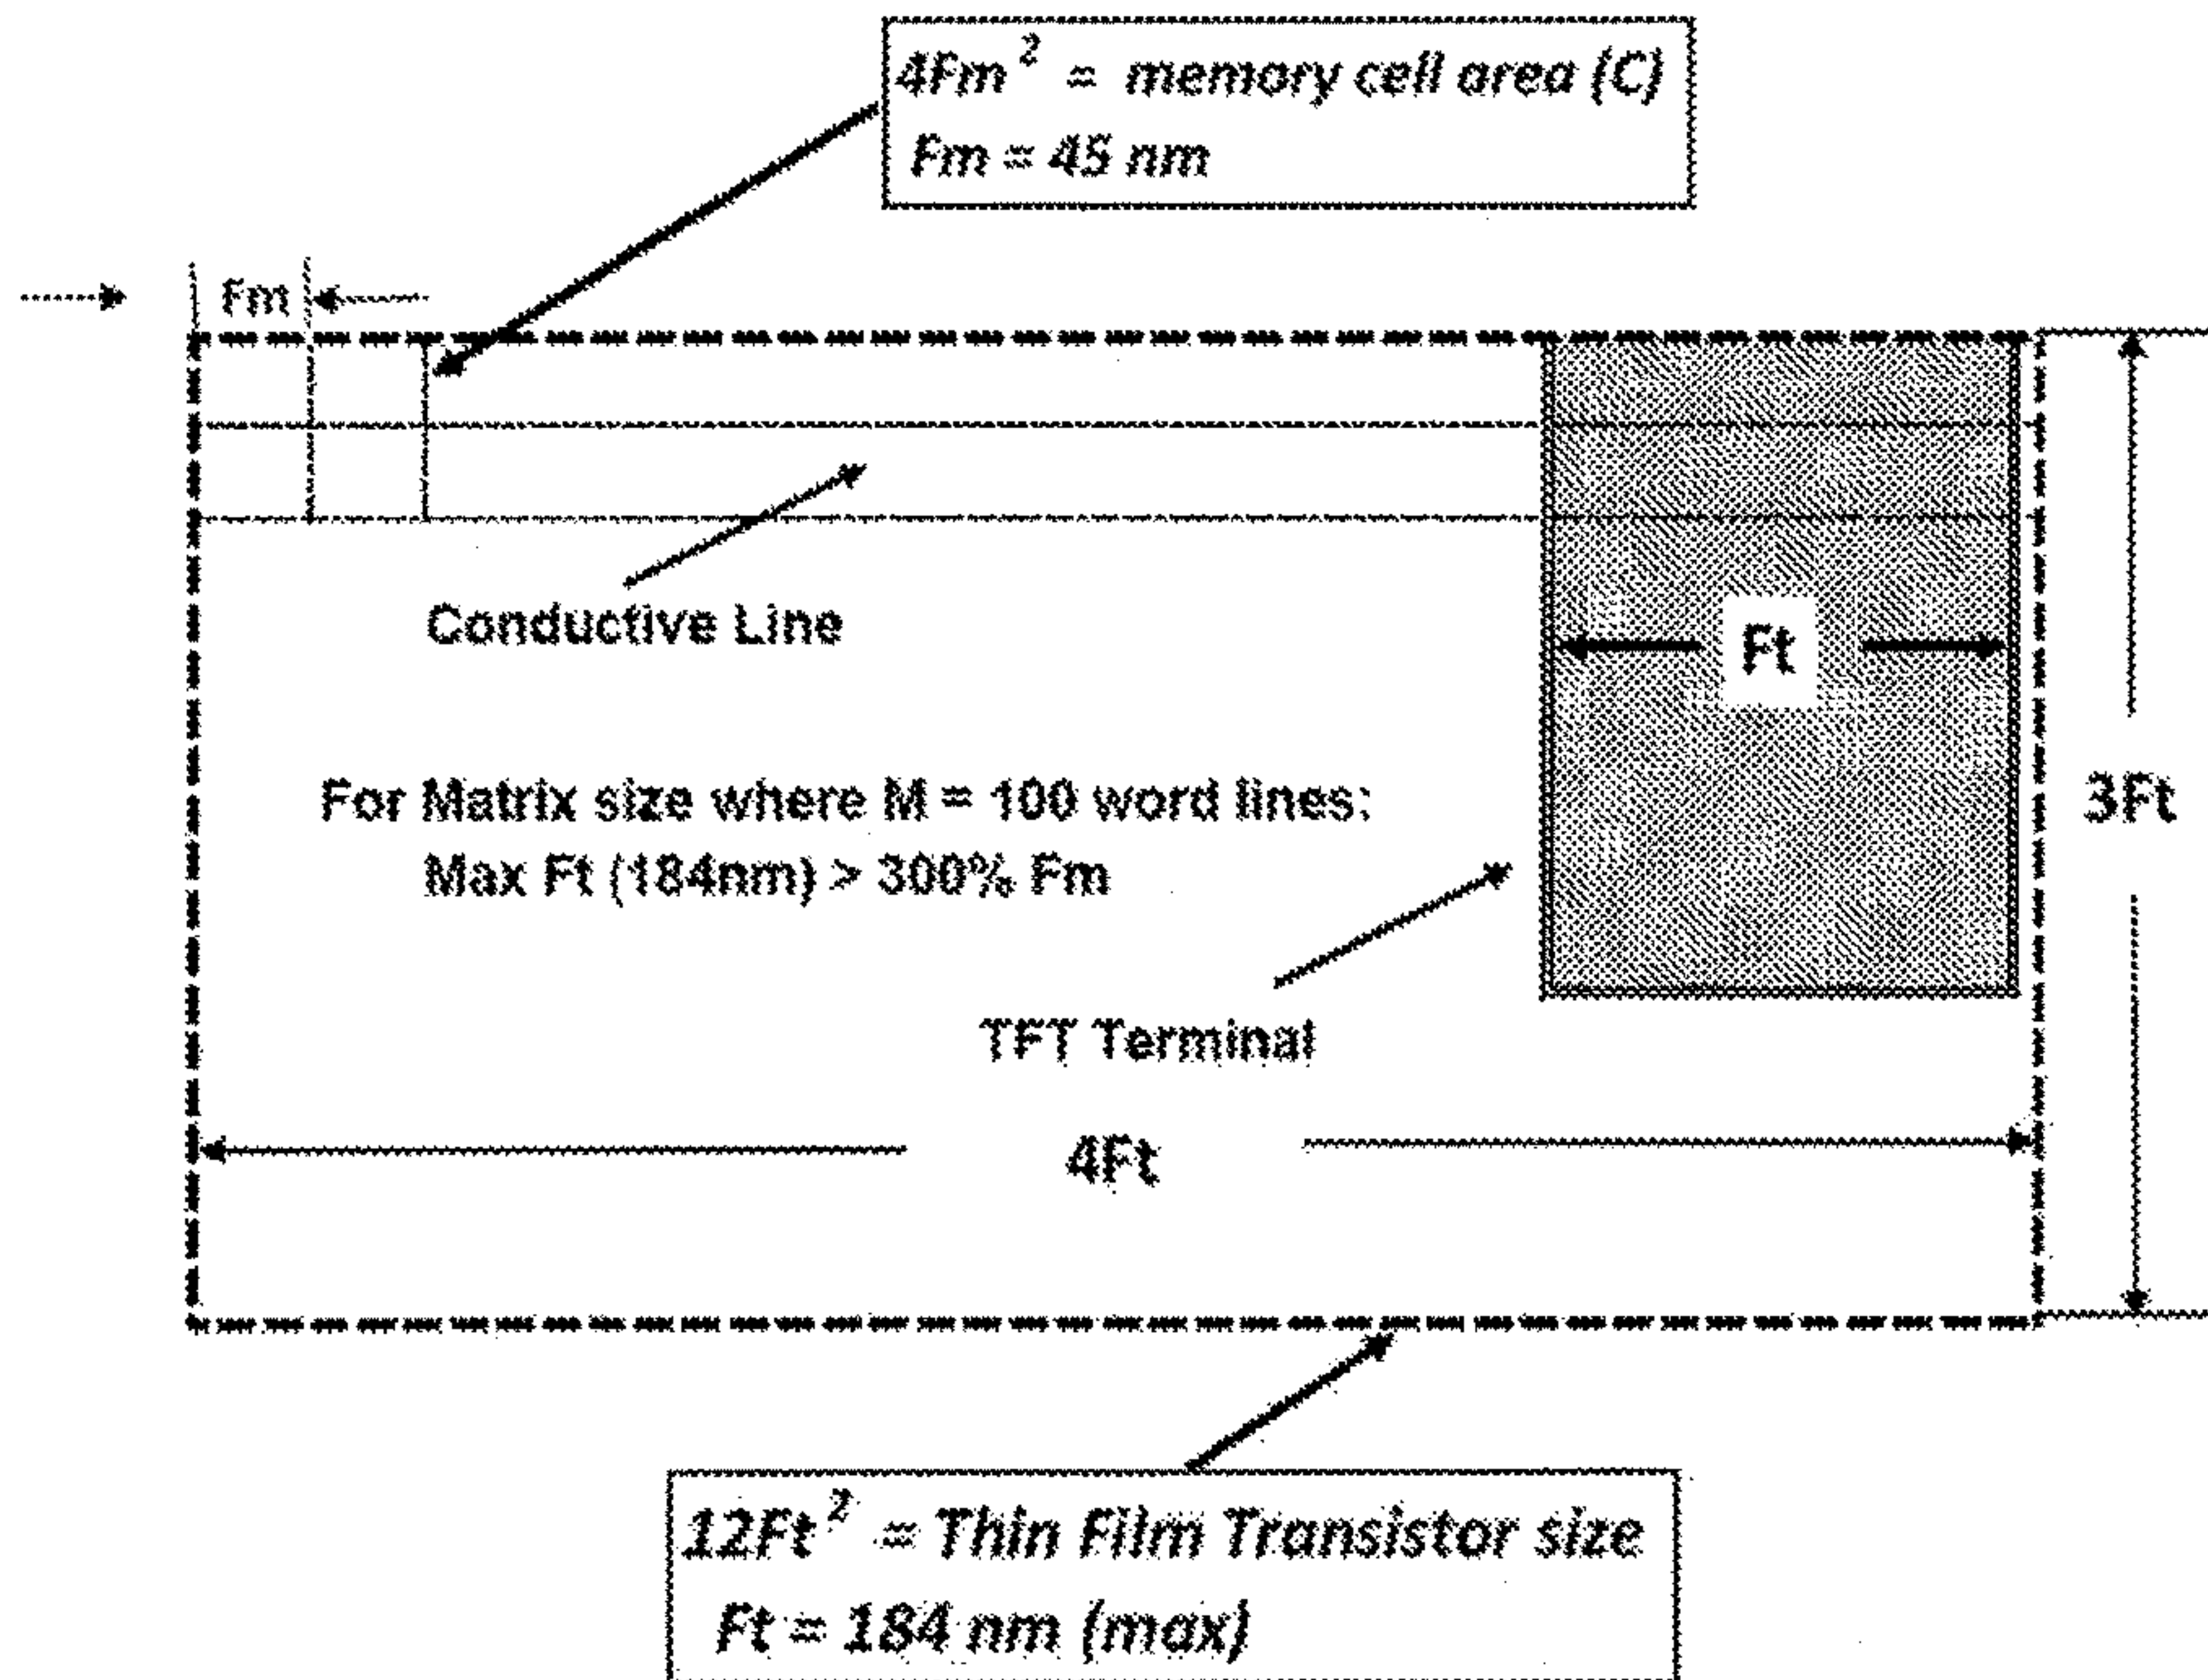 4Fm² = memory cell area (C)
Fm = 45 nm
Fm
Conductive Line
Ft
For Matrix size where M = 100 word lines:
Max Ft (184nm) > 300% Fm
3Ft
TFT Terminal
4Ft
12Ft² = Thin Film Transistor size
Ft = 184 nm (max)